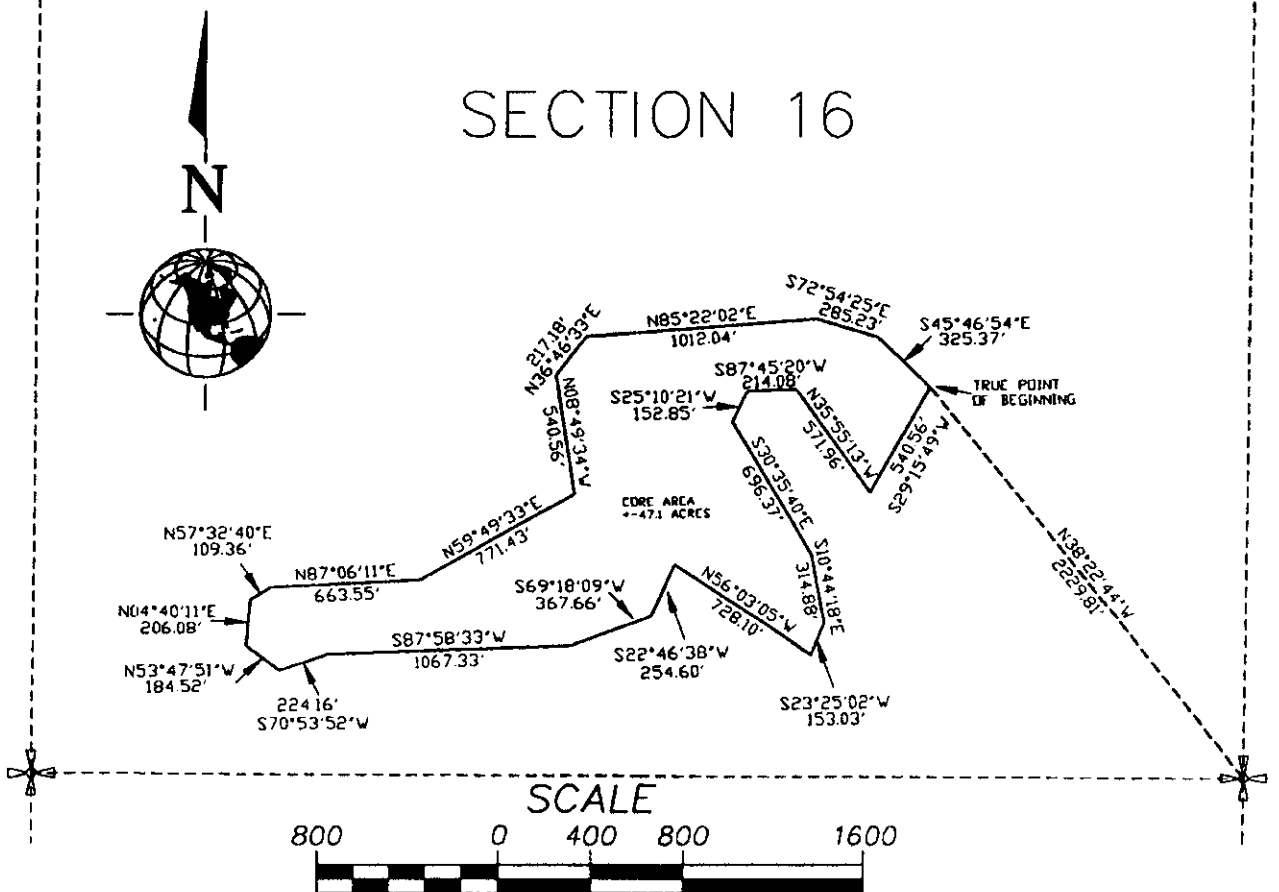 SECTION 16
N
S72°54'25"E
285.23'
N85°22'02"E
1012.04'
S45°46'54"E
325.37'
217.18'
N36°46'33"E
S87°45'20"W
214.08'
TRUE POINT
OF BEGINNING
S25°10'21"W
152.85'
N08°49'34"W
540.56'
N35°55'13"W
571.96'
540.56'
S29°15'49"W
S30°35'40"E
696.37'
CORE AREA
+-47.1 ACRES
N59°49'33"E
771.43'
N57°32'40"E
109.36'
N87°06'11"E
663.55'
S10°44'18"E
314.88'
N38°22'44"W
2229.81'
S69°18'09"W
367.66'
N56°03'05"W
728.10'
N04°40'11"E
206.08'
S87°58'33"W
1067.33'
S22°46'38"W
254.60'
N53°47'51"W
184.52'
S23°25'02"W
153.03'
224.16'
S70°53'52"W
SCALE
800 0 400 800 1600